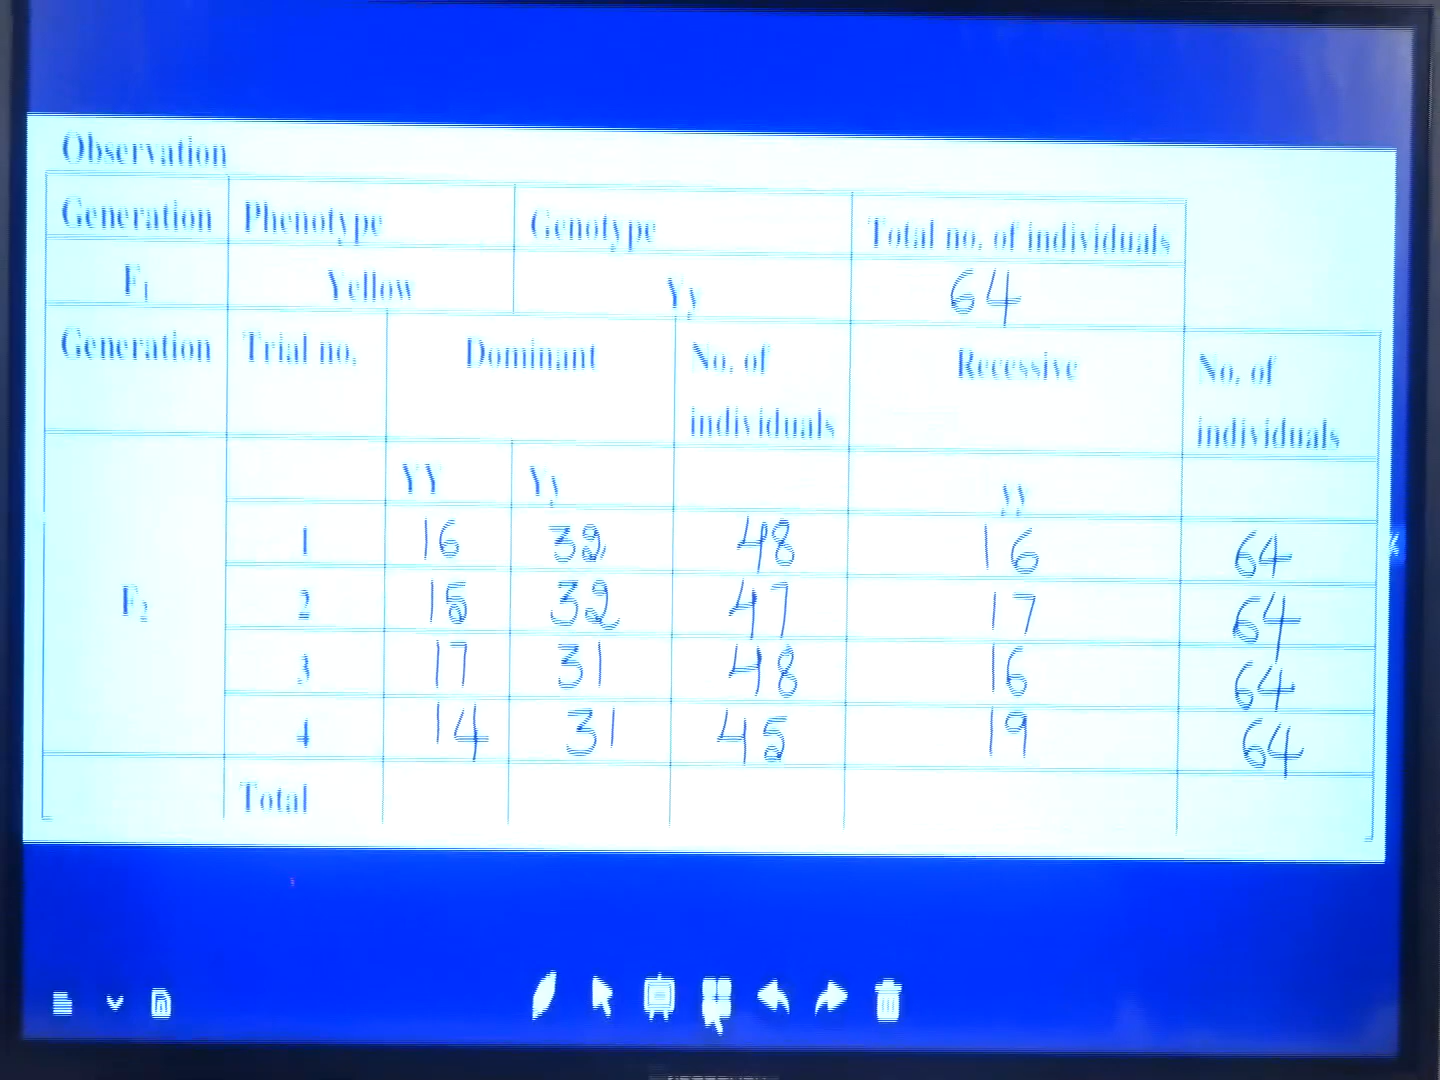 Observation
Generation Phenotype Genotype Total no. of individuals
F1 Yellow Yy 64
Generation Trial no. Dominant No. of individuals Recessive No. of individuals
YY Yy yy
1 16 32 48 16 64
F2 2 15 32 47 17 64
3 17 31 48 16 64
4 14 31 45 19 64
Total